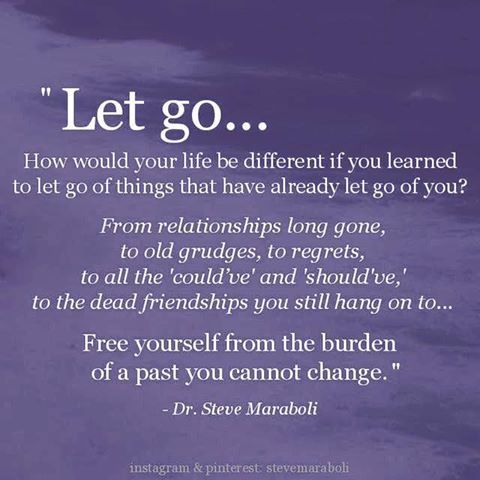 " Let go...
How would your life be different if you learned
to let go of things that have already let go of you?
From relationships long gone,
to old grudges, to regrets,
to all the 'could've' and 'should've,'
to the dead friendships you still hang on to...
Free yourself from the burden
of a past you cannot change."
- Dr. Steve Maraboli
instagram & pinterest: stevemaraboli